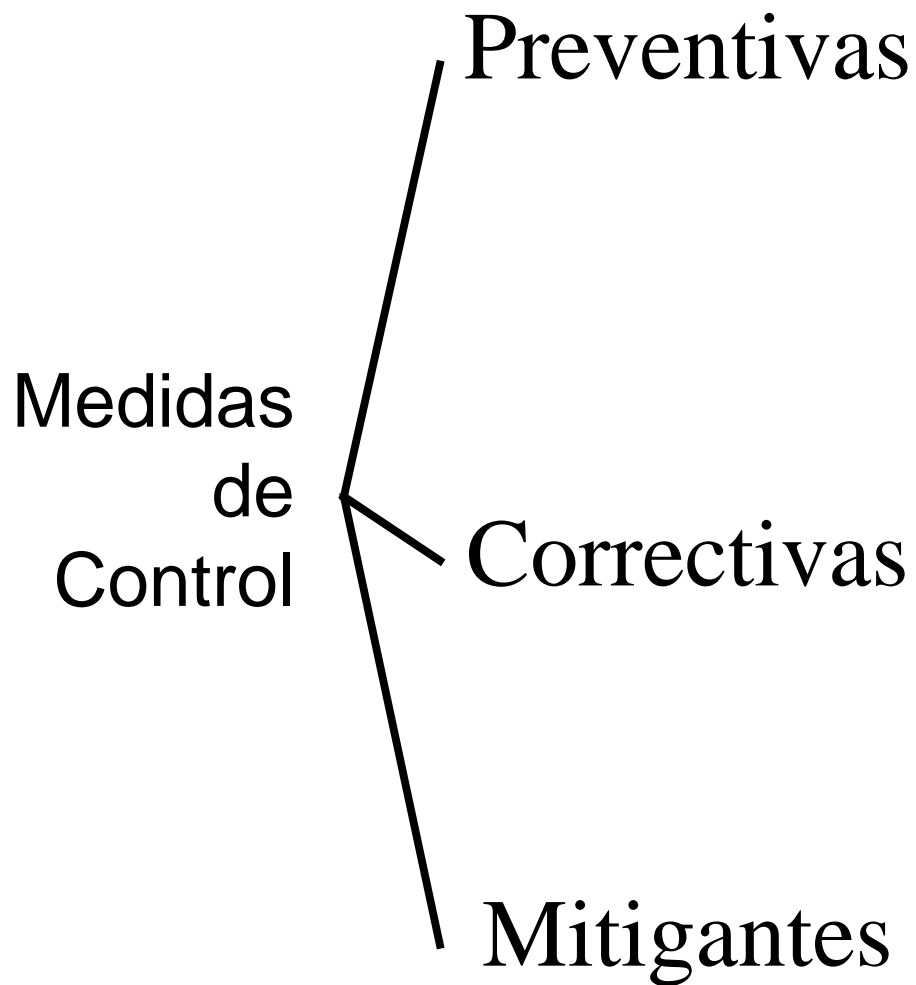 Preventivas
Medidas
de
Control
Correctivas
Mitigantes